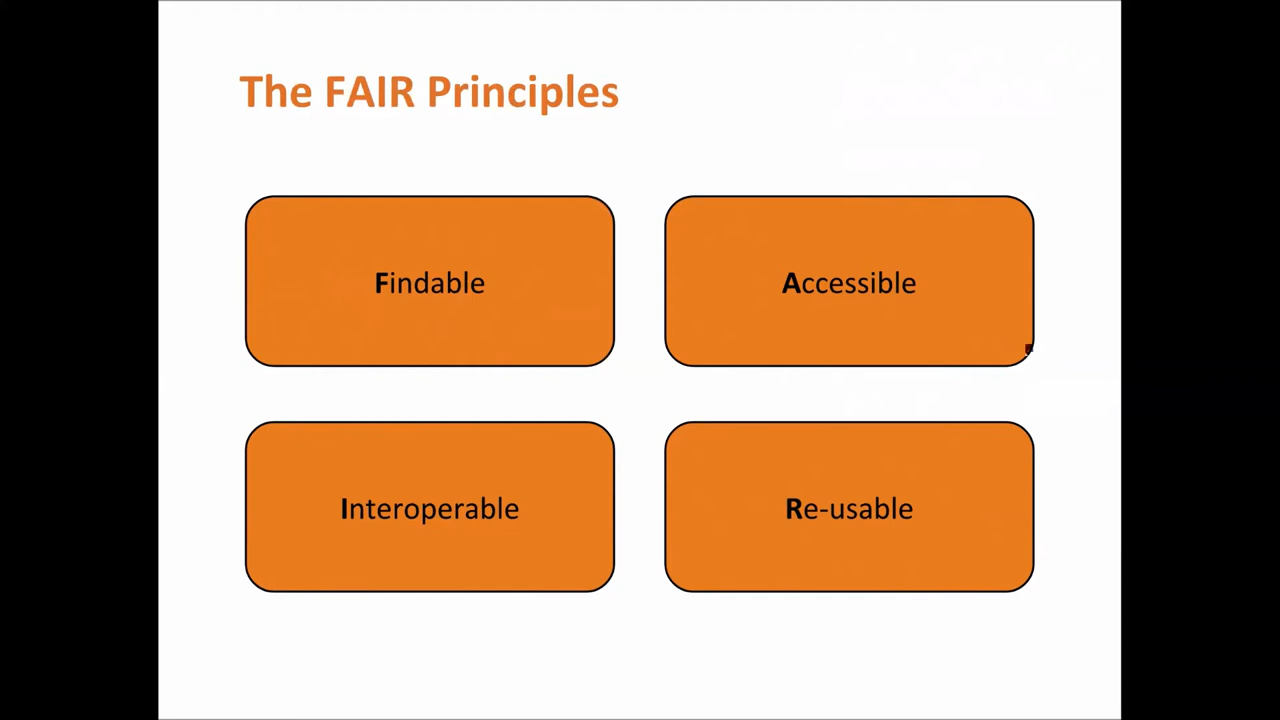 The FAIR Principles
Findable
Accessible
Interoperable
Re-usable